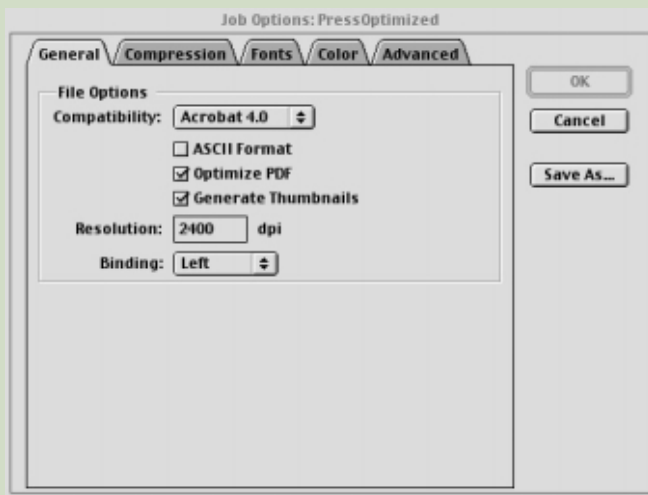 Job Options: PressOptimized
General Compression Fonts Color Advanced
File Options
Compatibility: Acrobat 4.0
ASCII Format
Optimize PDF
Generate Thumbnails
Resolution: 2400 dpi
Binding: Left
OK
Cancel
Save As...